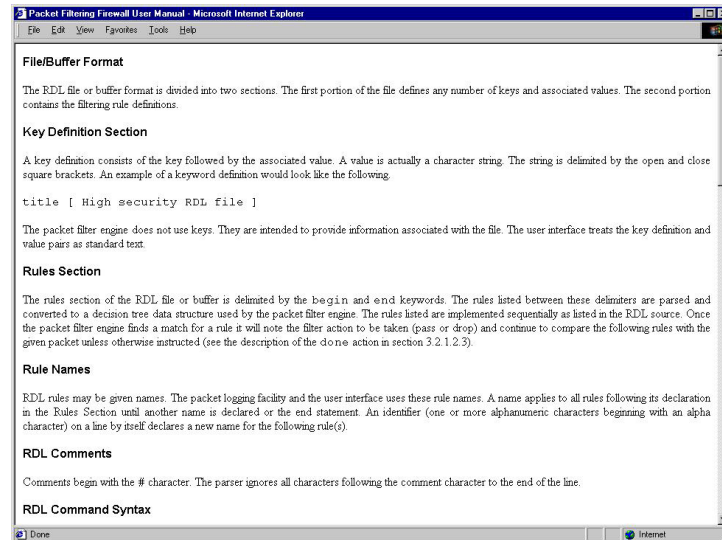 Packet Filtering Firewall User Manual - Microsoft Internet Explorer
File Edit View Favorites Tools Help
File/Buffer Format
The RDL file or buffer format is divided into two sections. The first portion of the file defines any number of keys and associated values. The second portion
contains the filtering rule definitions.
Key Definition Section
A key definition consists of the key followed by the associated value. A value is actually a character string. The string is delimited by the open and close
square brackets. An example of a keyword definition would look like the following.
title [ High security RDL file ]
The packet filter engine does not use keys. They are intended to provide information associated with the file. The user interface treats the key definition and
value pairs as standard text.
Rules Section
The rules section of the RDL file or buffer is delimited by the begin and end keywords. The rules listed between these delimiters are parsed and
converted to a decision tree data structure used by the packet filter engine. The rules listed are implemented sequentially as listed in the RDL source. Once
the packet filter engine finds a match for a rule it will note the filter action to be taken (pass or drop) and continue to compare the following rules with the
given packet unless otherwise instructed (see the description of the done action in section 3.2.1.2.3).
Rule Names
RDL rules may be given names. The packet logging facility and the user interface uses these rule names. A name applies to all rules following its declaration
in the Rules Section until another name is declared or the end statement. An identifier (one or more alphanumeric characters beginning with an alpha
character) on a line by itself declares a new name for the following rule(s).
RDL Comments
Comments begin with the # character. The parser ignores all characters following the comment character to the end of the line.
RDL Command Syntax
Done
Internet